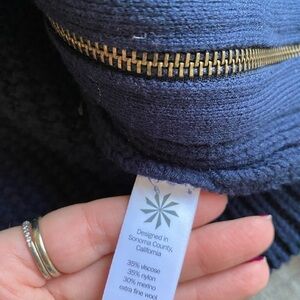 Designed in
Sonoma County,
California
35% viscose
35% nylon
30% merino
extra fine wool